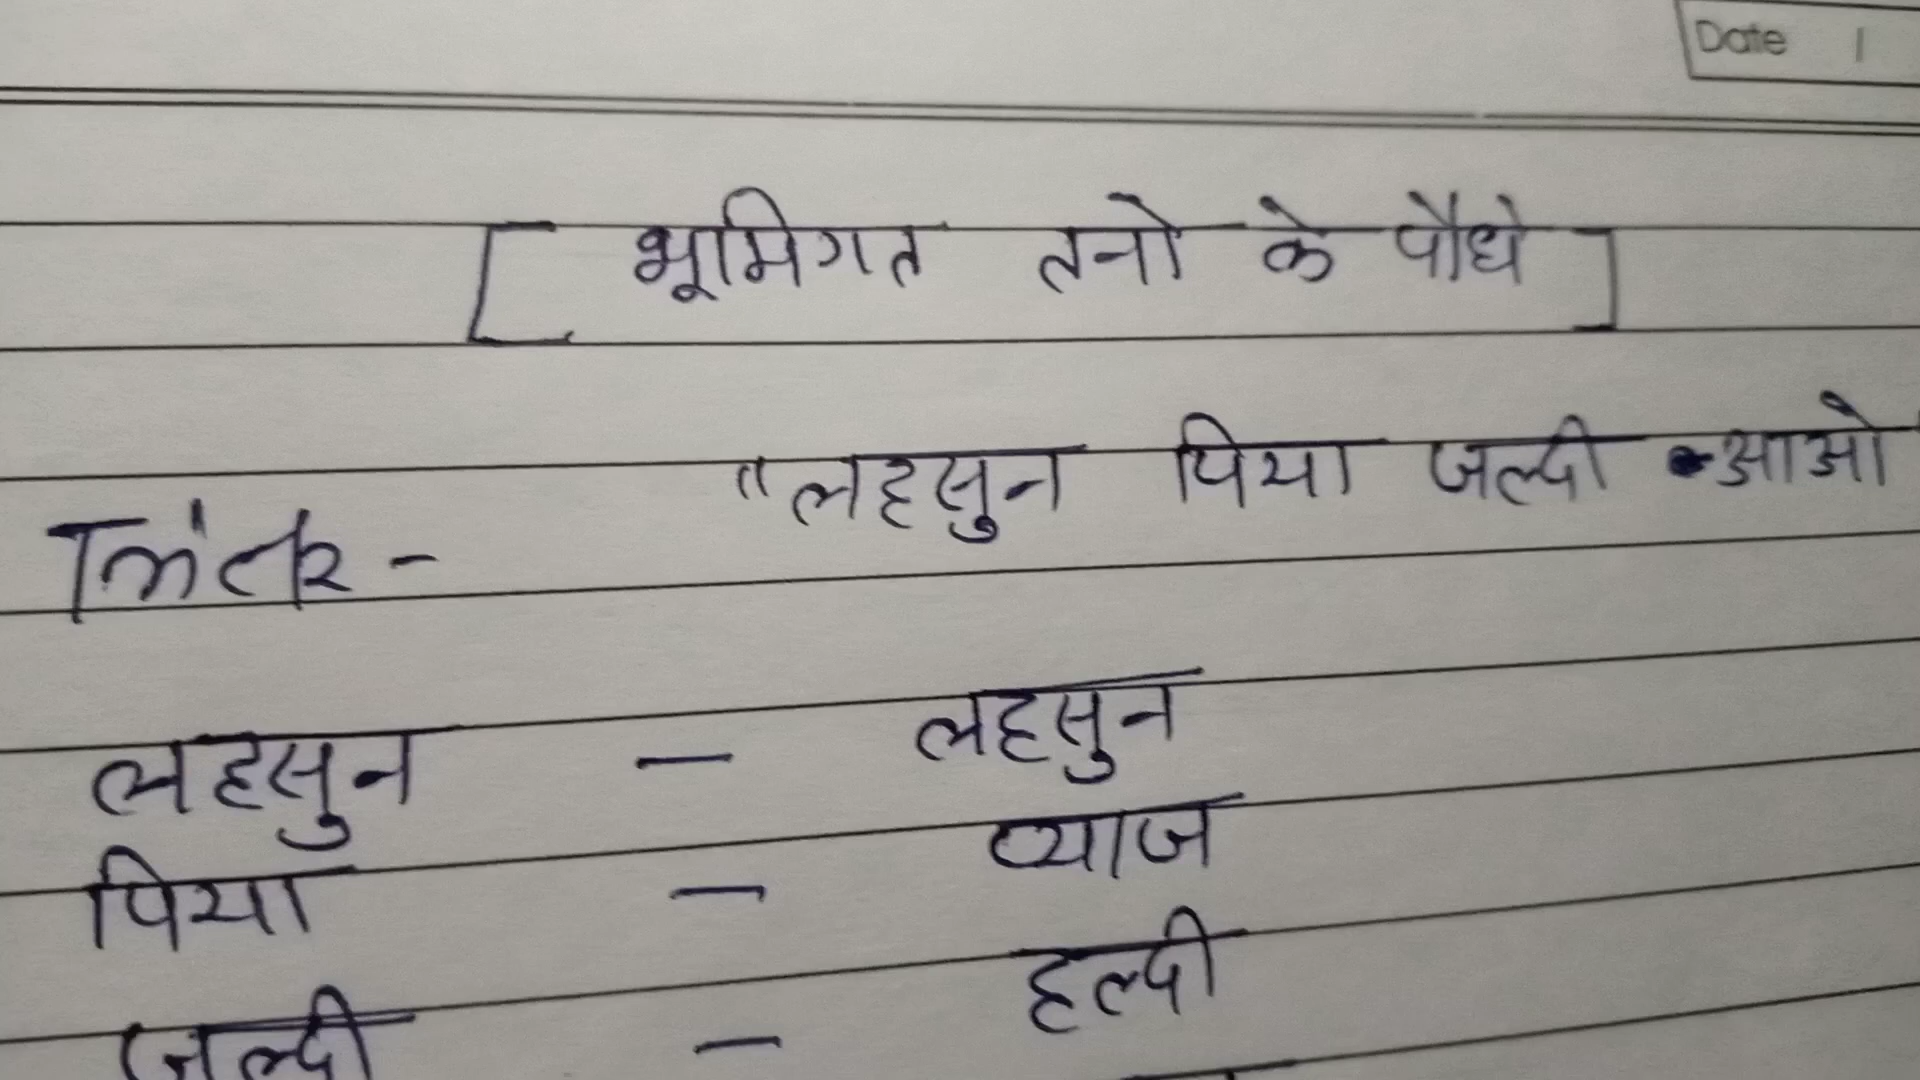 Date |
[ भूमिगत तनो के पौधे ]
"लहसुन पिया जल्दी आओ
Trick -
लहसुन - लहसुन
पिया - प्याज
जल्दी - हल्दी